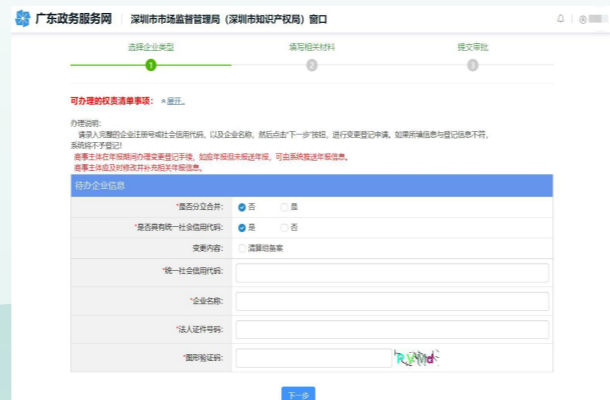 广东政务服务网 深圳市市场监督管理局（深圳市知识产权局）窗口
选择企业类型 填写相关材料 提交审批
1 2 3
可办理的权责清单事项： 展开...
办理说明：
请录入完整的企业注册号或社会信用代码，以及企业名称，然后点击"下一步"按钮，进行变更登记申请。如果所填信息与登记信息不符，
系统将不予登记！
商事主体在年报期间办理变更登记手续，如应年报但未报送年报，可由系统推送年报信息。
商事主体应及时修改并补充相关年报信息。
待办企业信息
*是否分立合并： 否 是
*是否具有统一社会信用代码： 是 否
变更内容： 清算组备案
*统一社会信用代码：
*企业名称：
*法人证件号码：
*图形验证码：
下一步